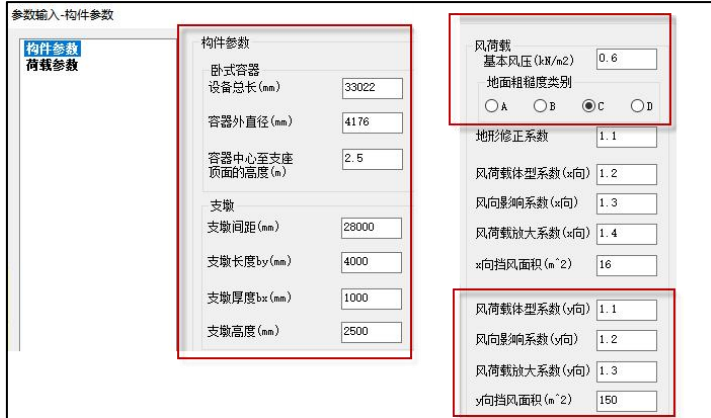 参数输入-构件参数
构件参数
荷载参数
构件参数
卧式容器
设备总长(mm) 33022
容器外直径(mm) 4176
容器中心至支座
顶面的高度(m) 2.5
支墩
支墩间距(mm) 28000
支墩长度by(mm) 4000
支墩厚度bx(mm) 1000
支墩高度(mm) 2500
风荷载
基本风压(kN/m2) 0.6
地面粗糙度类别
A B C D
地形修正系数 1.1
风荷载体型系数(x向) 1.2
风向影响系数(x向) 1.3
风荷载放大系数(x向) 1.4
x向挡风面积(m^2) 16
风荷载体型系数(y向) 1.1
风向影响系数(y向) 1.2
风荷载放大系数(y向) 1.3
y向挡风面积(m^2) 150